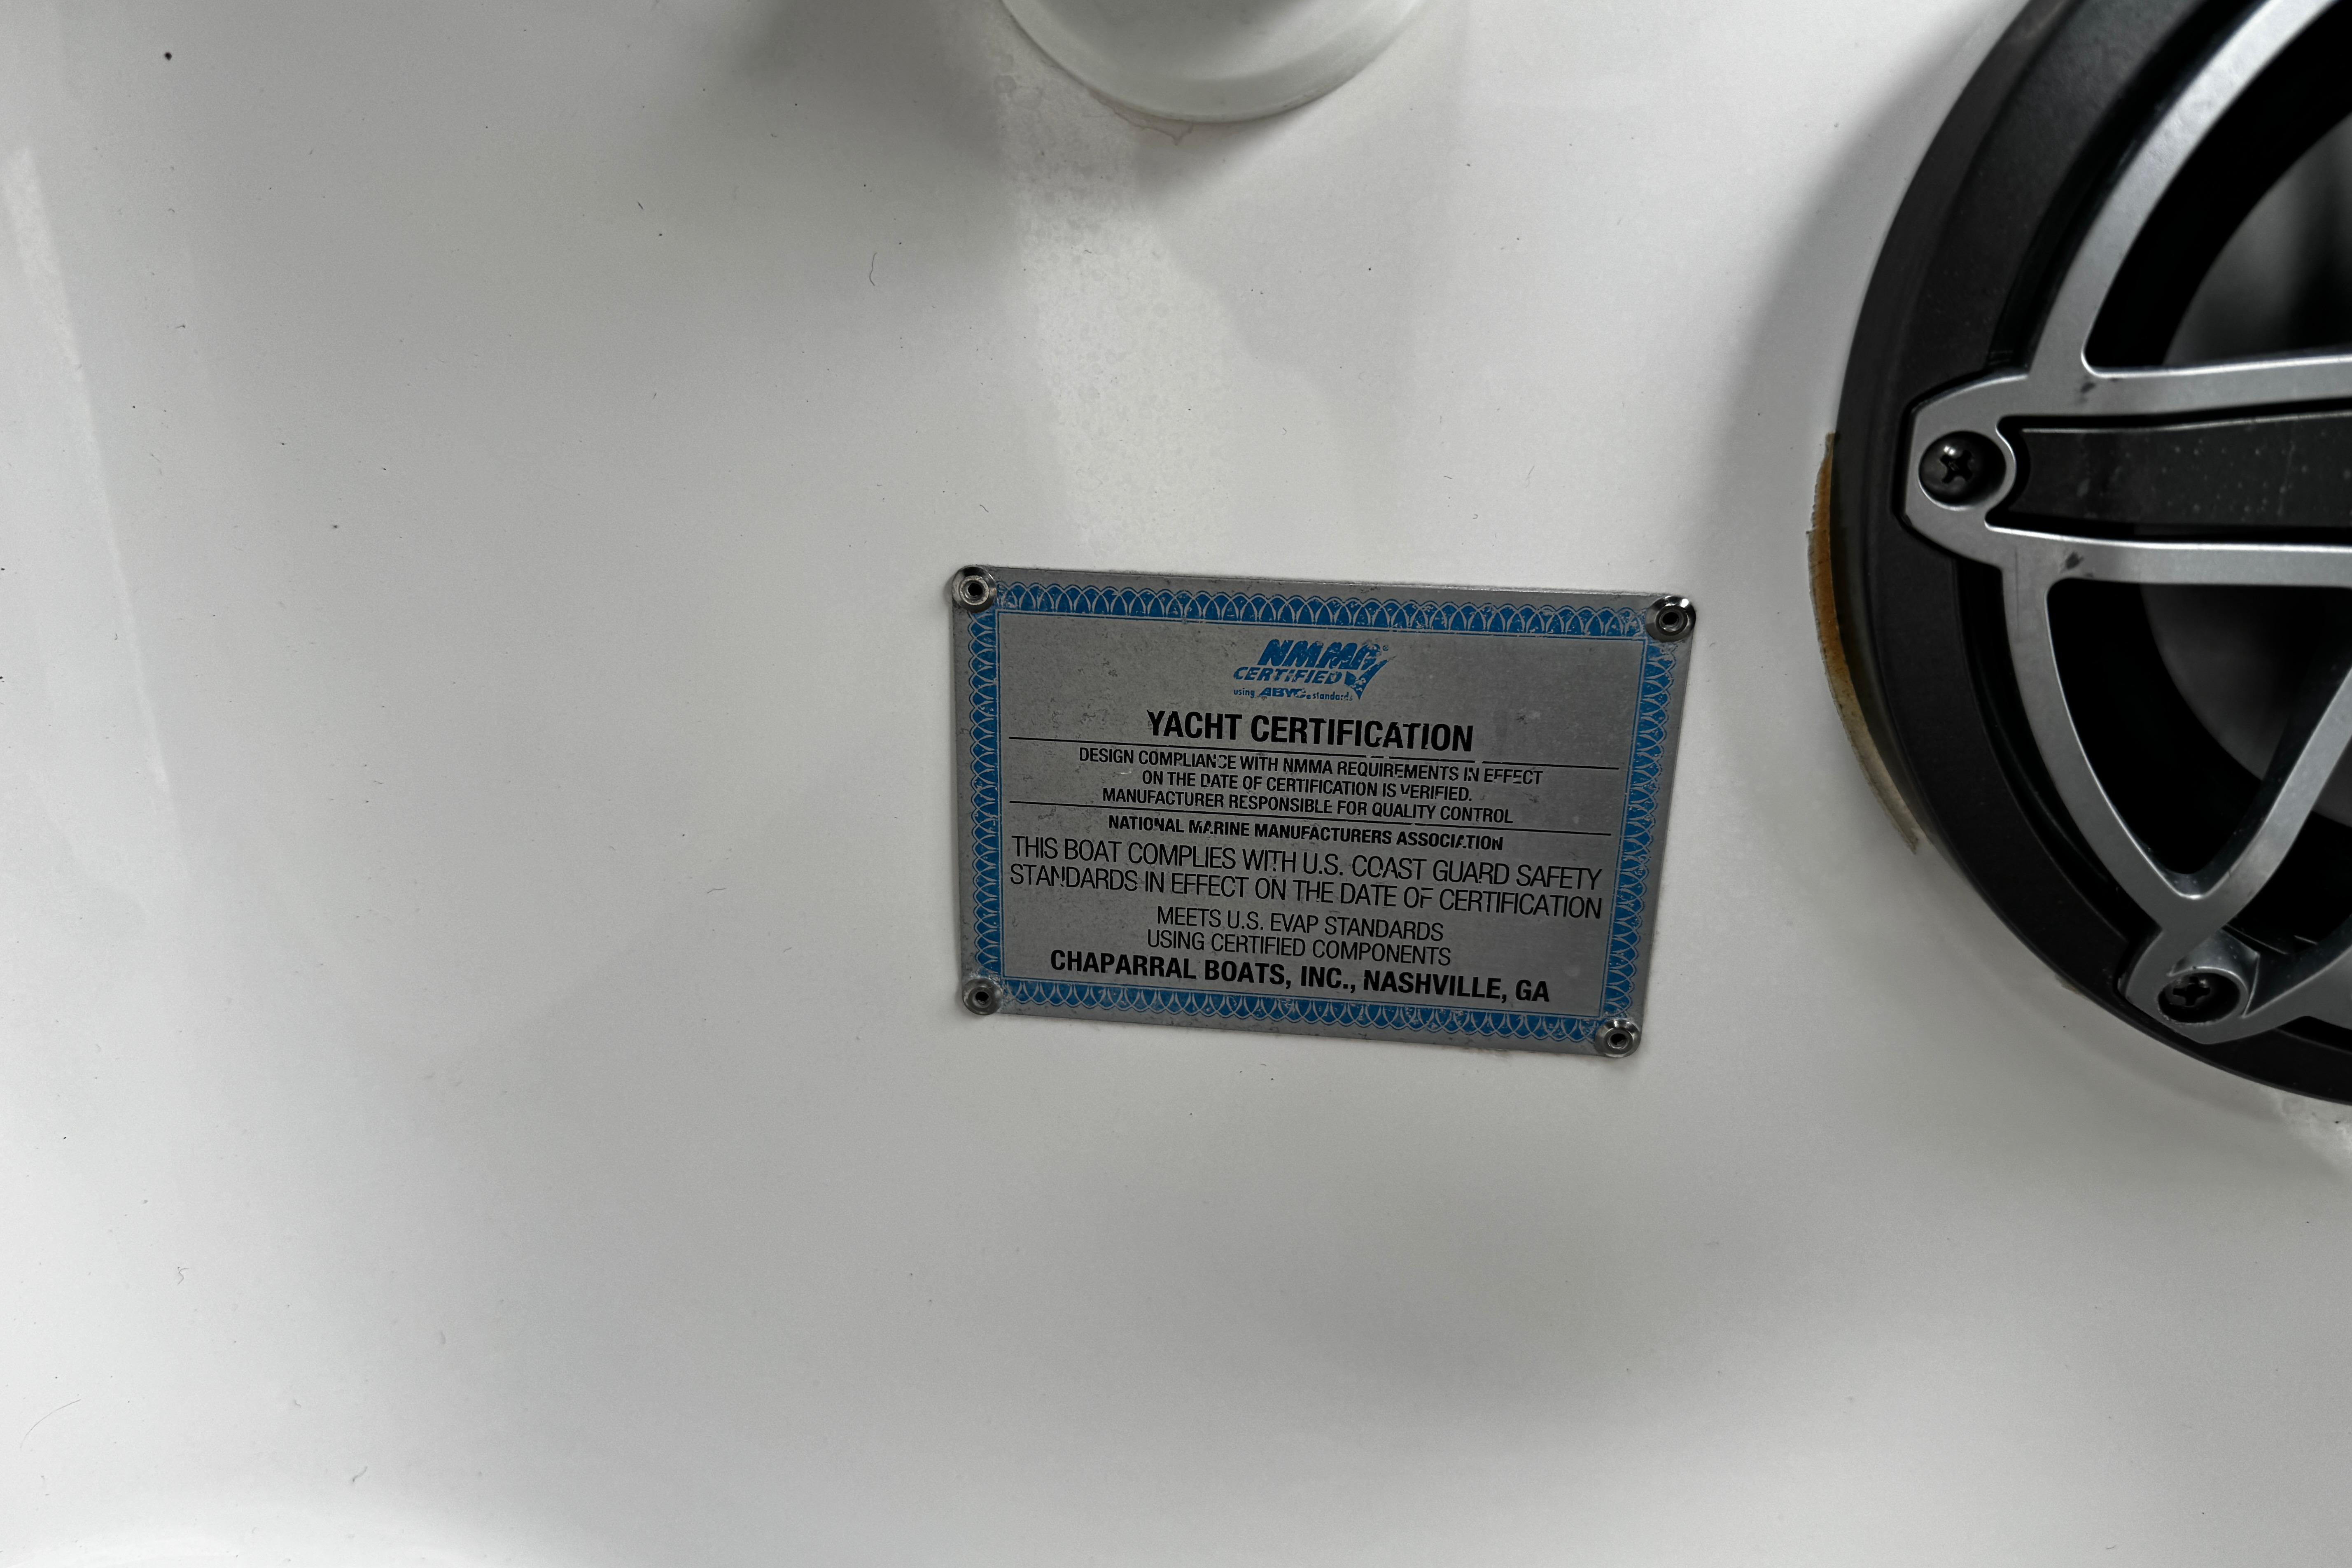 NMMA®
CERTIFIED
using ABYC® standards
YACHT CERTIFICATION
DESIGN COMPLIANCE WITH NMMA REQUIREMENTS IN EFFECT
ON THE DATE OF CERTIFICATION IS VERIFIED.
MANUFACTURER RESPONSIBLE FOR QUALITY CONTROL
NATIONAL MARINE MANUFACTURERS ASSOCIATION
THIS BOAT COMPLIES WITH U.S. COAST GUARD SAFETY
STANDARDS IN EFFECT ON THE DATE OF CERTIFICATION
MEETS U.S. EVAP STANDARDS
USING CERTIFIED COMPONENTS
CHAPARRAL BOATS, INC., NASHVILLE, GA